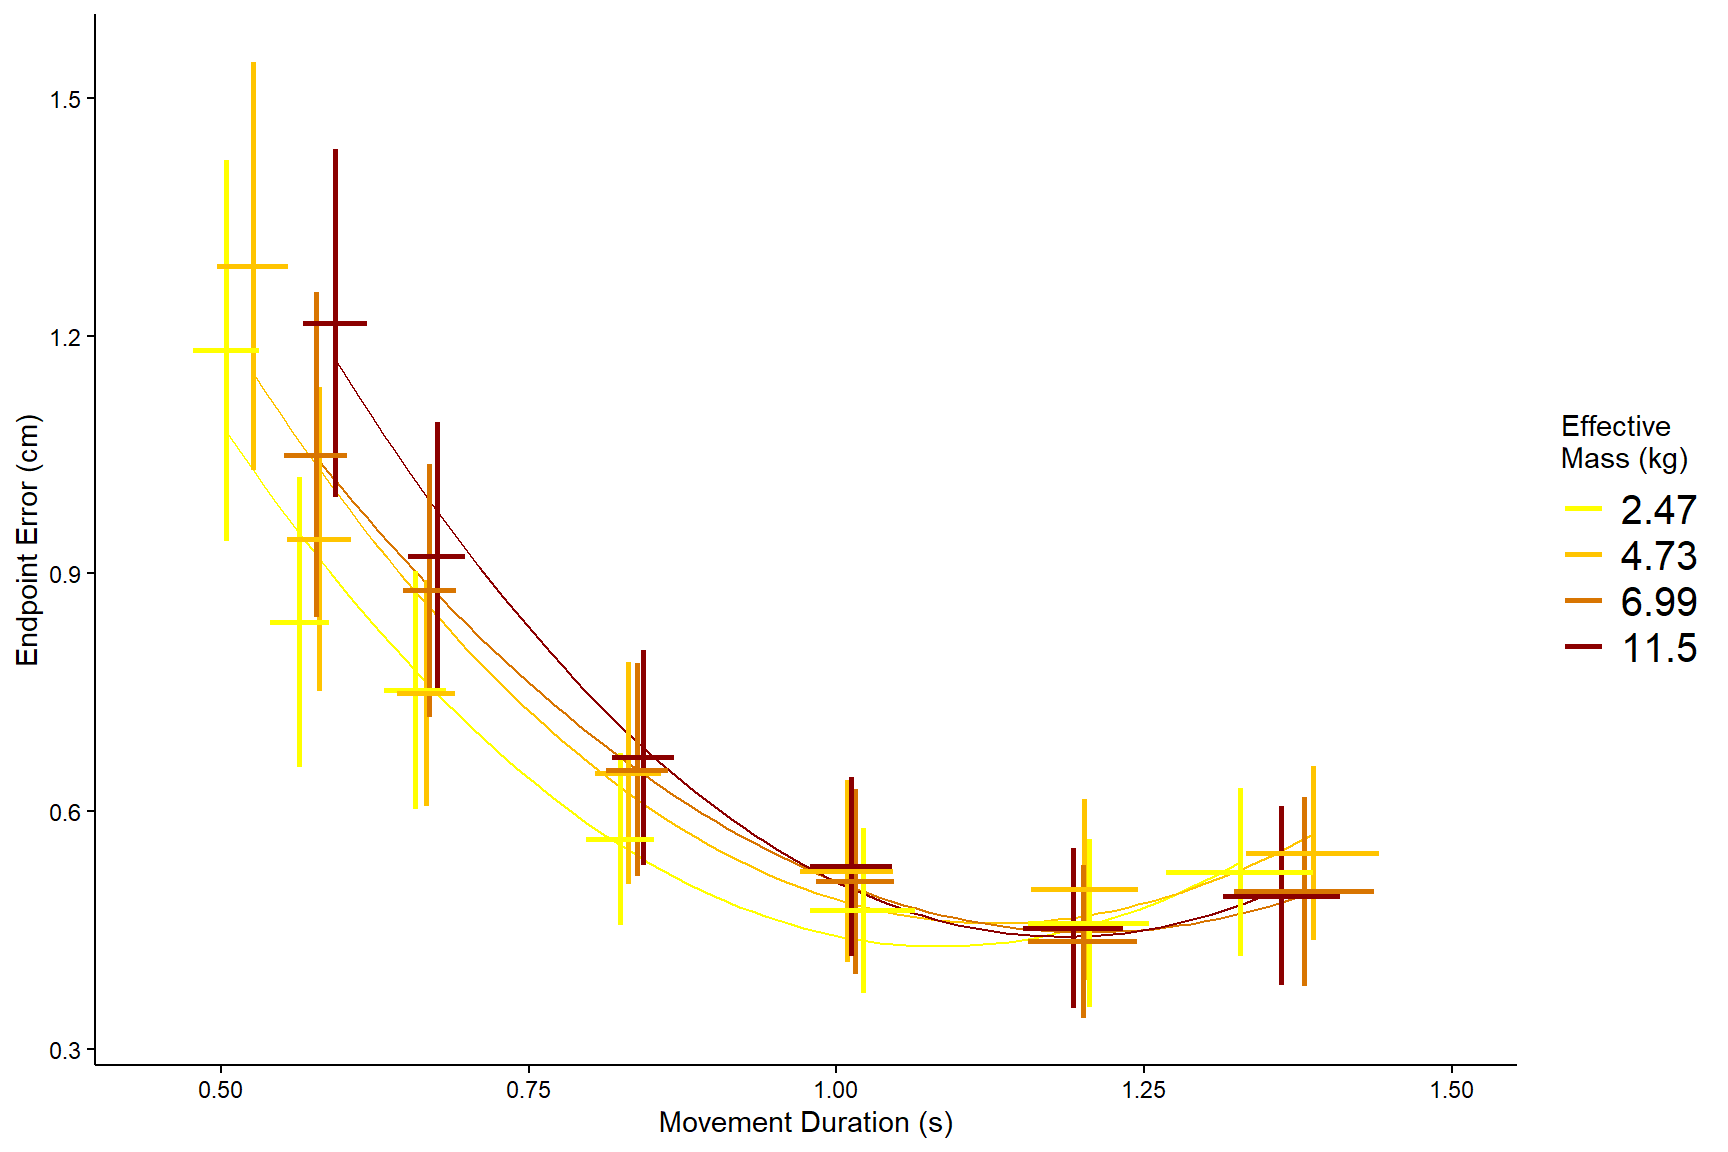 1.5
1.2
0.9
0.6
0.3
Endpoint Error (cm)
0.50 0.75 1.00 1.25 1.50
Movement Duration (s)
Effective
Mass (kg)
2.47
4.73
6.99
11.5